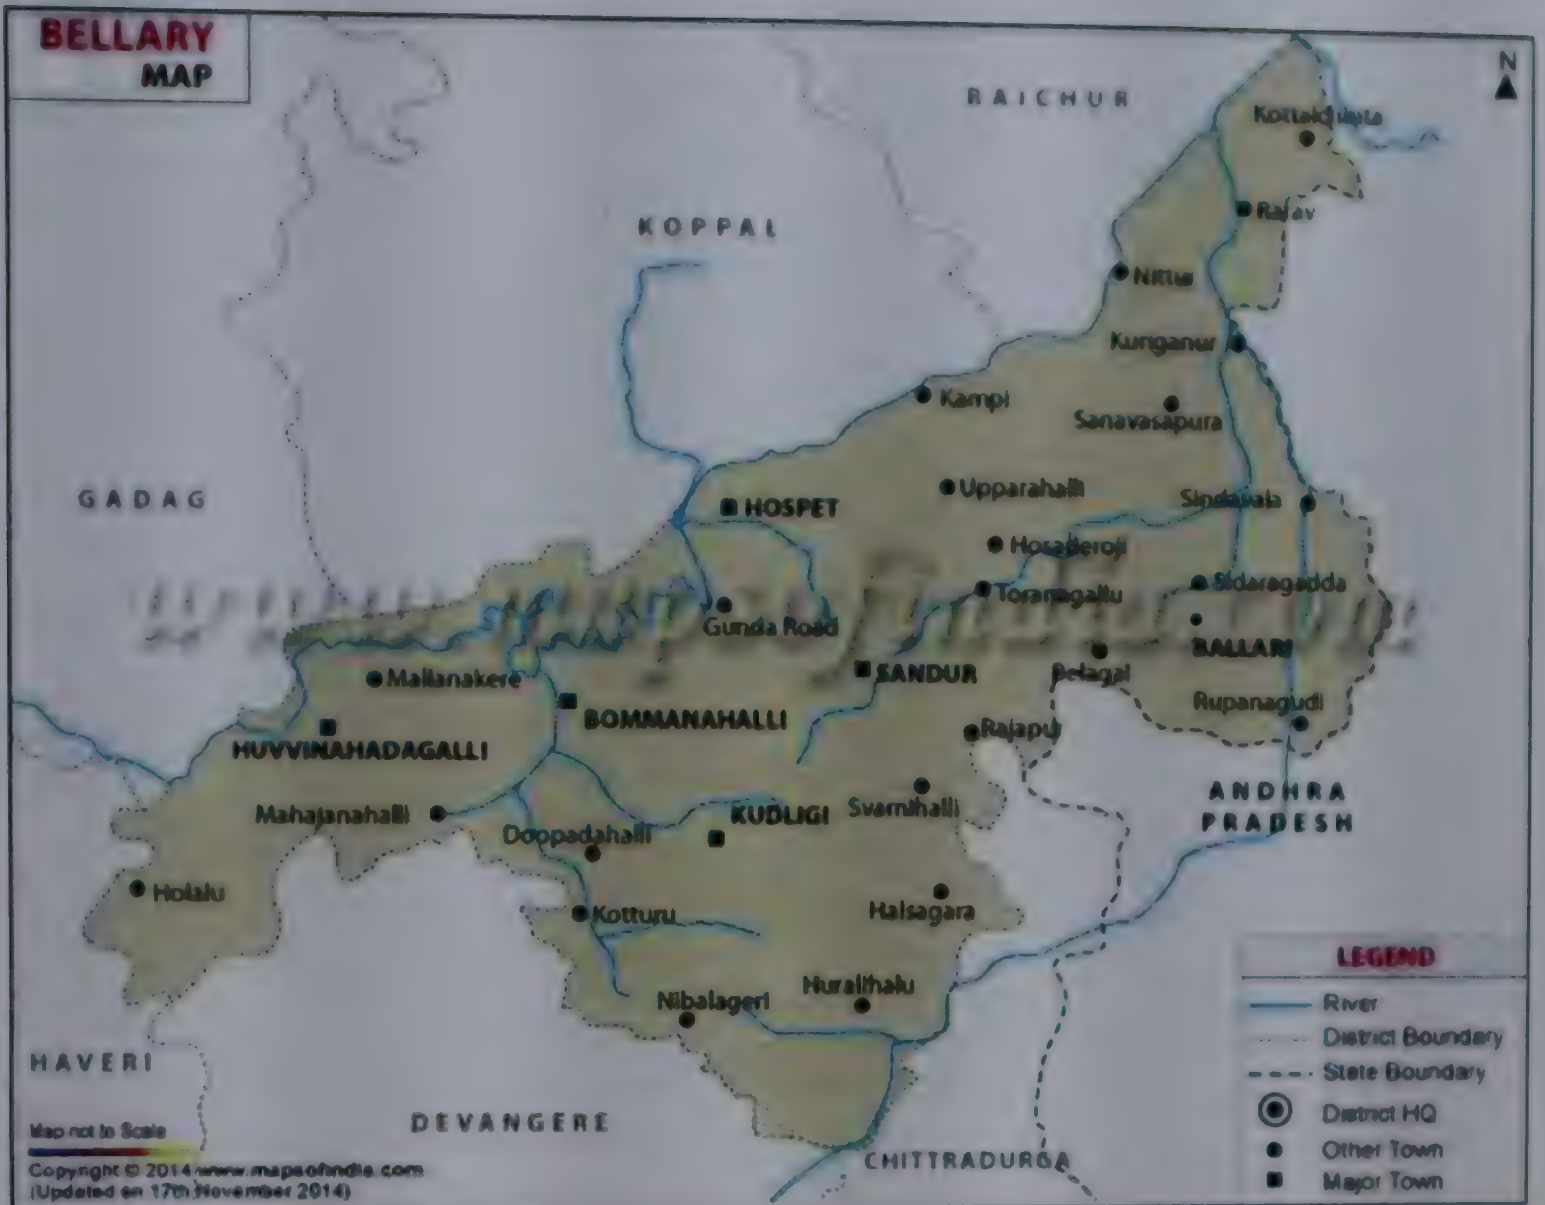 BELLARY
MAP
N
RAICHUR
KOPPAL
Nittur
Kunganur
Kampi
Sanavasapura
GADAG
HOSPET
Upparahalli
Hosaderoji
Toranagallu
Sidaragadda
Gunda Road
BALLARI
SANDUR
Belagal
Mallanakere
BOMMANAHALLI
Rupanagudi
HUVVINAHADAGALLI
Rajapur
ANDHRA
PRADESH
Mahajanahalli
Svamihalli
KUDLIGI
Doopadahalli
Holalu
Kotturu
Halsagara
Nibalageri
Huralihalu
HAVERI
DEVANGERE
CHITTRADURGA
LEGEND
River
District Boundary
State Boundary
District HQ
Other Town
Major Town
Map not to Scale
Copyright © 2014 www.mapsofindia.com
(Updated on 17th November 2014)